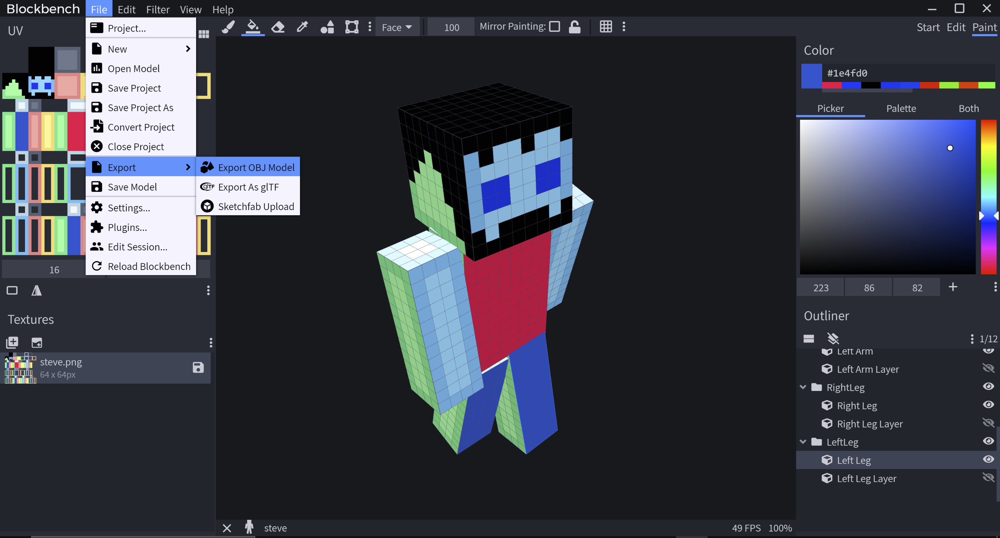 Blockbench File Edit Filter View Help
UV
Project...
New
Open Model
Save Project
Save Project As
Convert Project
Close Project
Export
Save Model
Settings...
Plugins...
Edit Session...
Reload Blockbench
Export OBJ Model
glTF Export As glTF
Sketchfab Upload
Face 100 Mirror Painting:
Start Edit Paint
16
Textures
steve.png
64 x 64px
Color
#1e4fd0
Picker Palette Both
223 86 82
Outliner
1/12
Left Arm
Left Arm Layer
RightLeg
Right Leg
Right Leg Layer
LeftLeg
Left Leg
Left Leg Layer
steve
49 FPS 100%